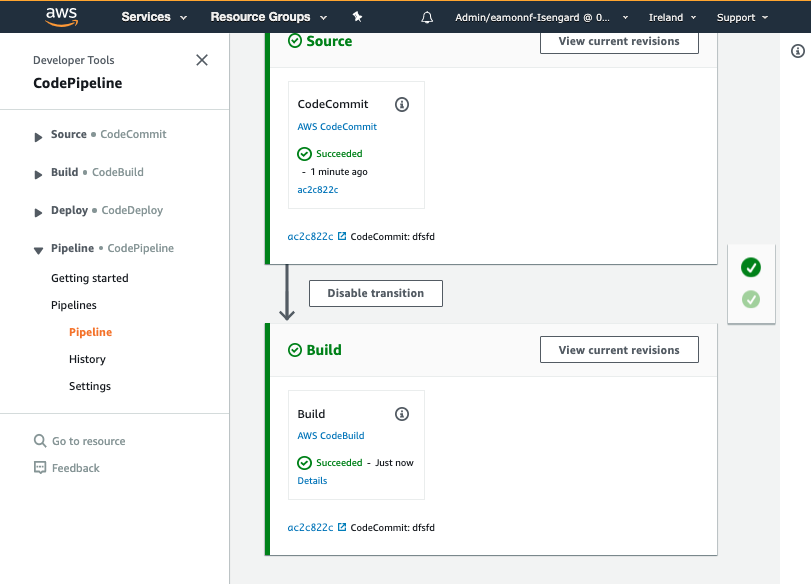 aws
Services
Resource Groups
Admin/eamonnf-Isengard @ 0...
Ireland
Support
Developer Tools
CodePipeline
Source • CodeCommit
Build • CodeBuild
Deploy • CodeDeploy
Pipeline • CodePipeline
Getting started
Pipelines
Pipeline
History
Settings
Go to resource
Feedback
Source
View current revisions
CodeCommit
AWS CodeCommit
Succeeded
- 1 minute ago
ac2c822c
ac2c822c CodeCommit: dfsfd
Disable transition
Build
View current revisions
Build
AWS CodeBuild
Succeeded - Just now
Details
ac2c822c CodeCommit: dfsfd